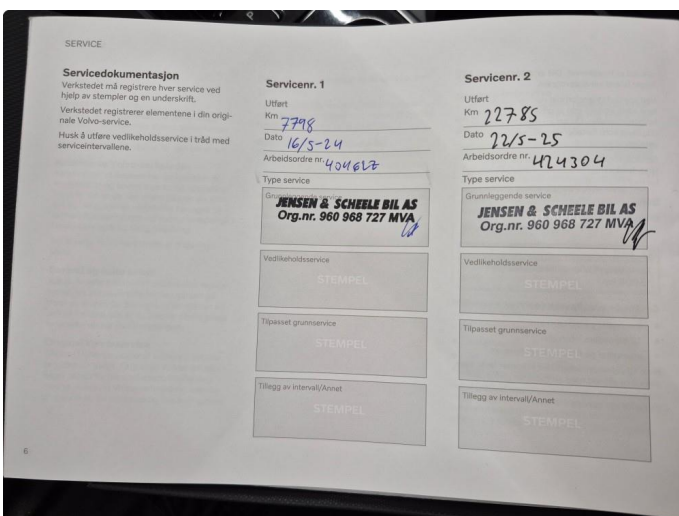 SERVICE
Servicedokumentasjon
Verkstedet må registrere hver service ved
hjelp av stempler og en underskrift.
Verkstedet registrerer elementene i din origi-
nale Volvo-service.
Husk å utføre vedlikeholdsservice i tråd med
serviceintervallene.
Servicenr. 1
Utført
Km 7798
Dato 16/5-24
Arbeidsordre nr. 404627
Type service
Grunnleggende service
JENSEN & SCHEELE BIL AS
Org.nr. 960 968 727 MVA
Vedlikeholdsservice
STEMPEL
Tilpasset grunnservice
STEMPEL
Tillegg av intervall/Annet
STEMPEL
Servicenr. 2
Utført
Km 22785
Dato 22/5-25
Arbeidsordre nr. 424304
Type service
Grunnleggende service
JENSEN & SCHEELE BIL AS
Org.nr. 960 968 727 MVA
Vedlikeholdsservice
STEMPEL
Tilpasset grunnservice
STEMPEL
Tillegg av intervall/Annet
STEMPEL
6